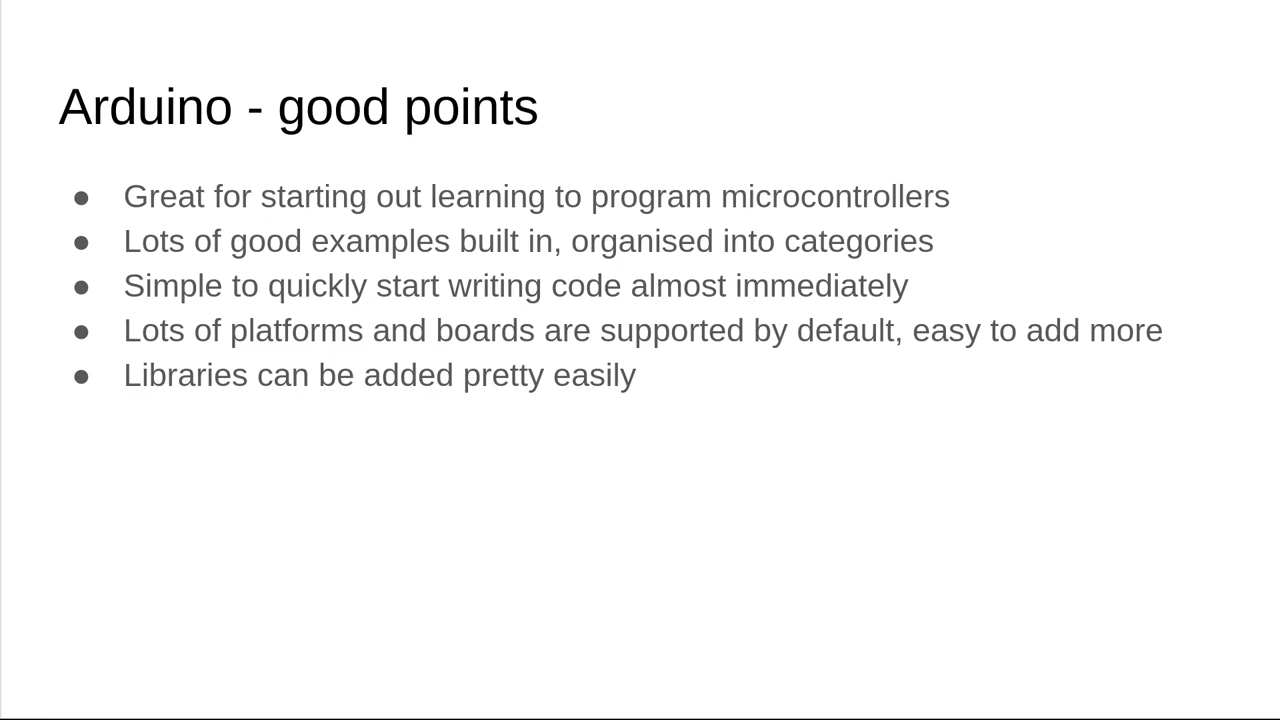 Arduino - good points
● Great for starting out learning to program microcontrollers
● Lots of good examples built in, organised into categories
● Simple to quickly start writing code almost immediately
● Lots of platforms and boards are supported by default, easy to add more
● Libraries can be added pretty easily